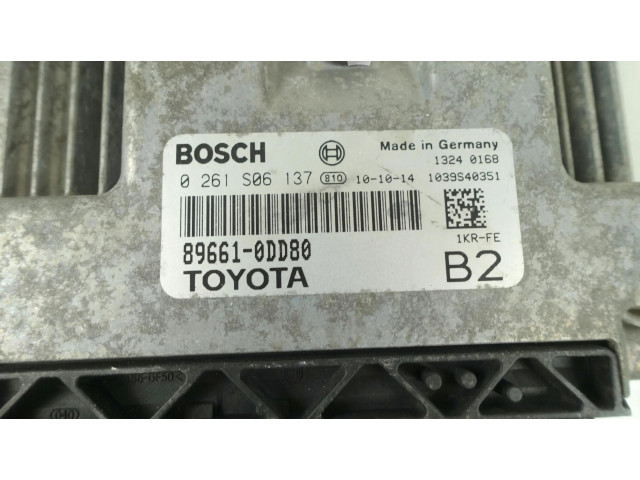 BOSCH
Made in Germany
1324 0168
0 261 S06 137 810 10-10-14 1039S40351
89661-0DD80
1KR-FE
TOYOTA
B2